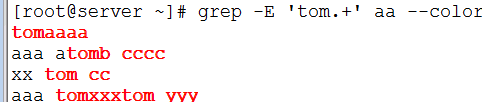 [root@server ~]# grep -E 'tom.+' aa --color
tomaaaa
aaa atomb cccc
xx tom cc
aaa tomxxxtom yyy